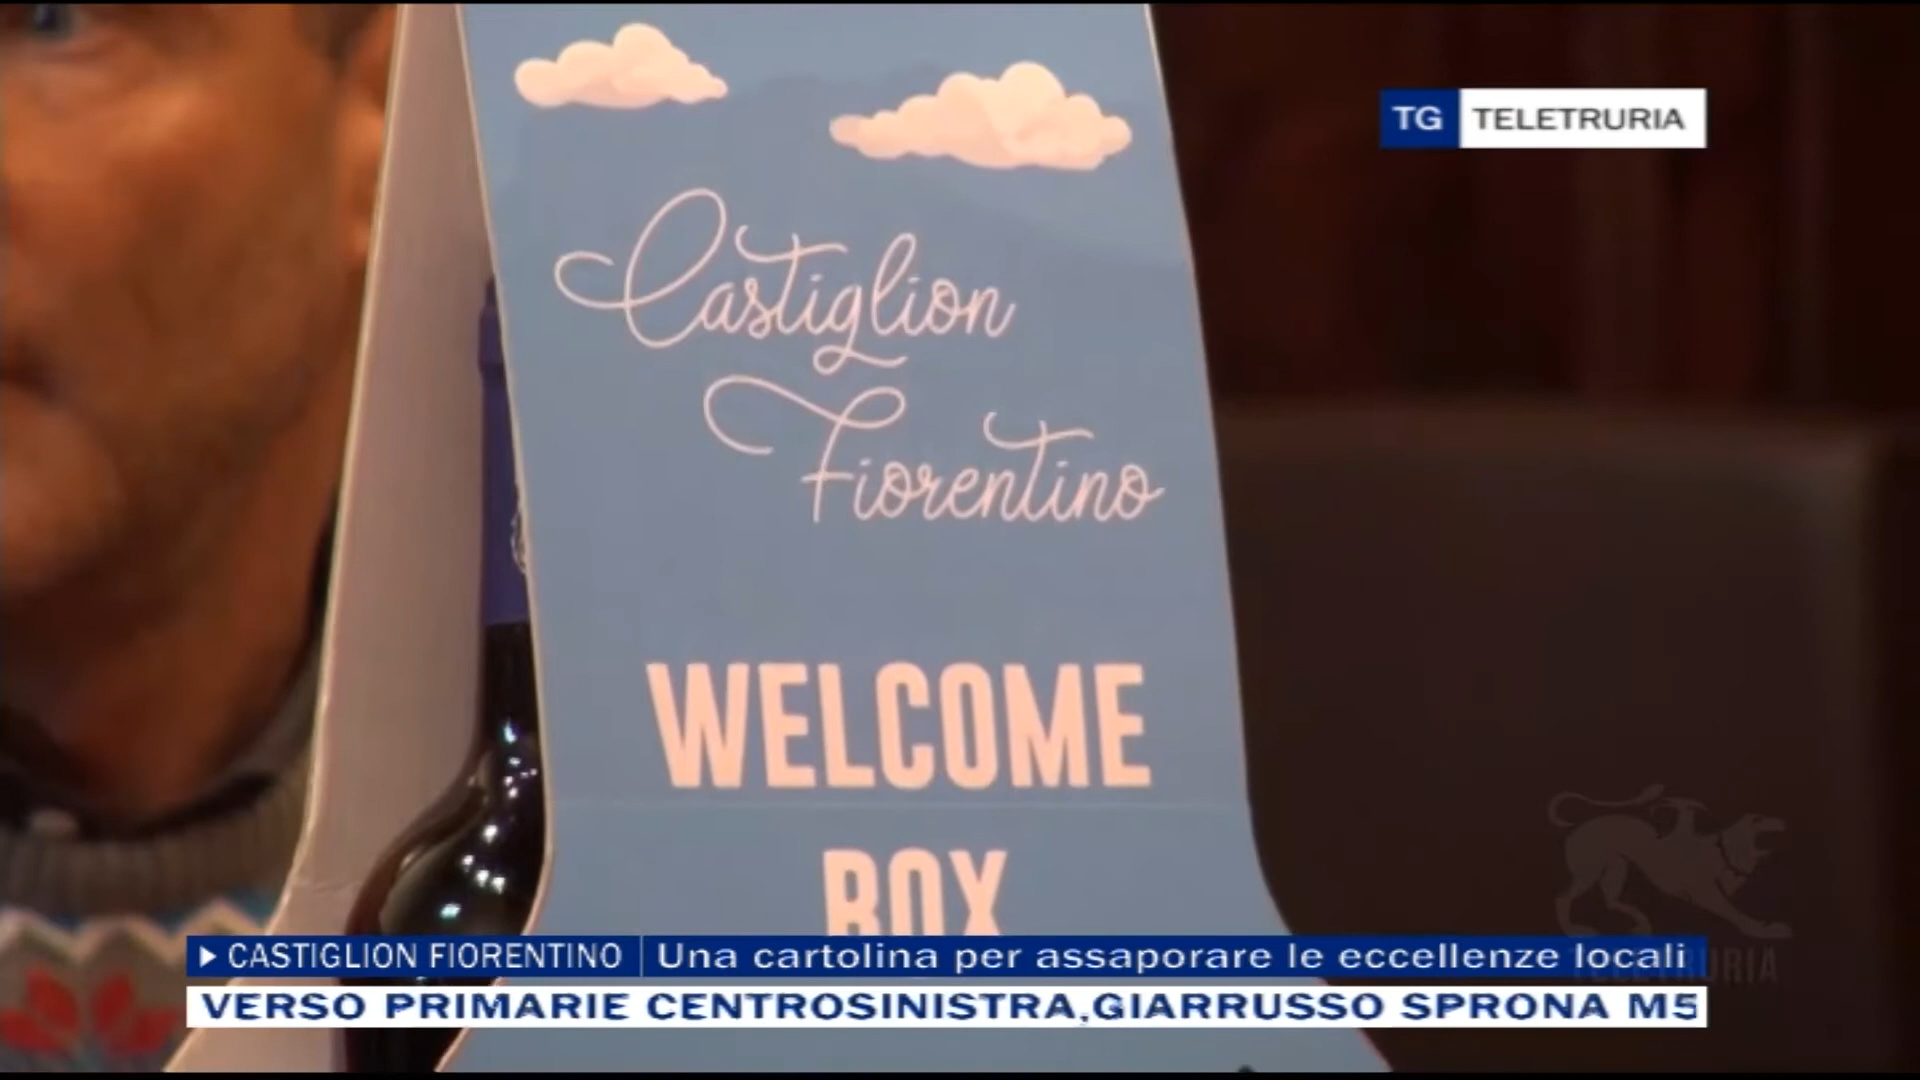 TG TELETRURIA
Castiglion
Fiorentino
WELCOME
BOX
CASTIGLION FIORENTINO Una cartolina per assaporare le eccellenze locali
TELETRURIA
VERSO PRIMARIE CENTROSINISTRA,GIARRUSSO SPRONA M5